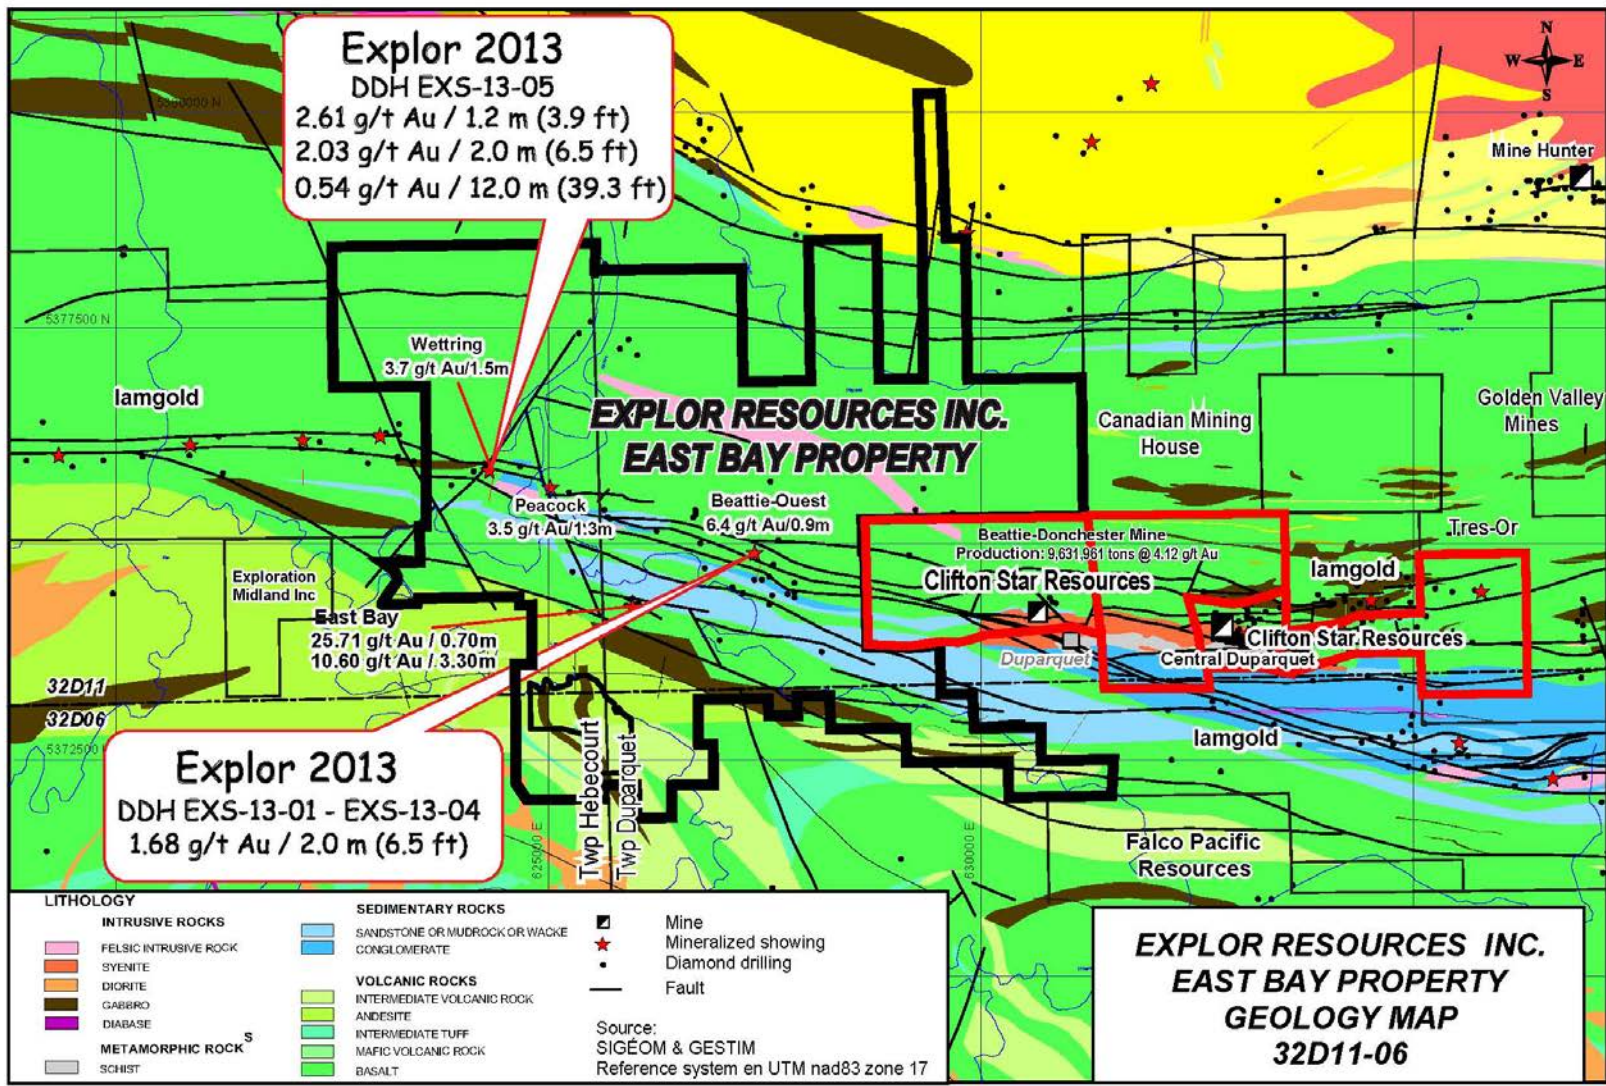 Explor 2013
DDH EXS-13-05
2.61 g/t Au / 1.2 m (3.9 ft)
2.03 g/t Au / 2.0 m (6.5 ft)
0.54 g/t Au / 12.0 m (39.3 ft)
N
W E
S
Mine Hunter
5377500 N
Wettring
3.7 g/t Au/1.5m
Iamgold
EXPLOR RESOURCES INC.
EAST BAY PROPERTY
Canadian Mining
House
Golden Valley
Mines
Peacock
3.5 g/t Au/1.3m
Beattie-Ouest
6.4 g/t Au/0.9m
Beattie-Donchester Mine
Production: 9,631,961 tons @ 4.12 g/t Au
Clifton Star Resources
Tres-Or
Iamgold
Exploration
Midland Inc
East Bay
25.71 g/t Au / 0.70m
10.60 g/t Au / 3.30m
Duparquet
Clifton Star Resources
Central Duparquet
32D11
32D06
5372500
Iamgold
Explor 2013
DDH EXS-13-01 - EXS-13-04
1.68 g/t Au / 2.0 m (6.5 ft)
625000 E
Twp Hebecourt
Twp Duparquet
630000 E
Falco Pacific
Resources
LITHOLOGY
INTRUSIVE ROCKS
FELSIC INTRUSIVE ROCK
SYENITE
DIORITE
GABBRO
DIABASE
METAMORPHIC ROCK S
SCHIST
SEDIMENTARY ROCKS
SANDSTONE OR MUDROCK OR WACKE
CONGLOMERATE
VOLCANIC ROCKS
INTERMEDIATE VOLCANIC ROCK
ANDESITE
INTERMEDIATE TUFF
MAFIC VOLCANIC ROCK
BASALT
Mine
Mineralized showing
Diamond drilling
Fault
Source:
SIGÉOM & GESTIM
Reference system en UTM nad83 zone 17
EXPLOR RESOURCES INC.
EAST BAY PROPERTY
GEOLOGY MAP
32D11-06